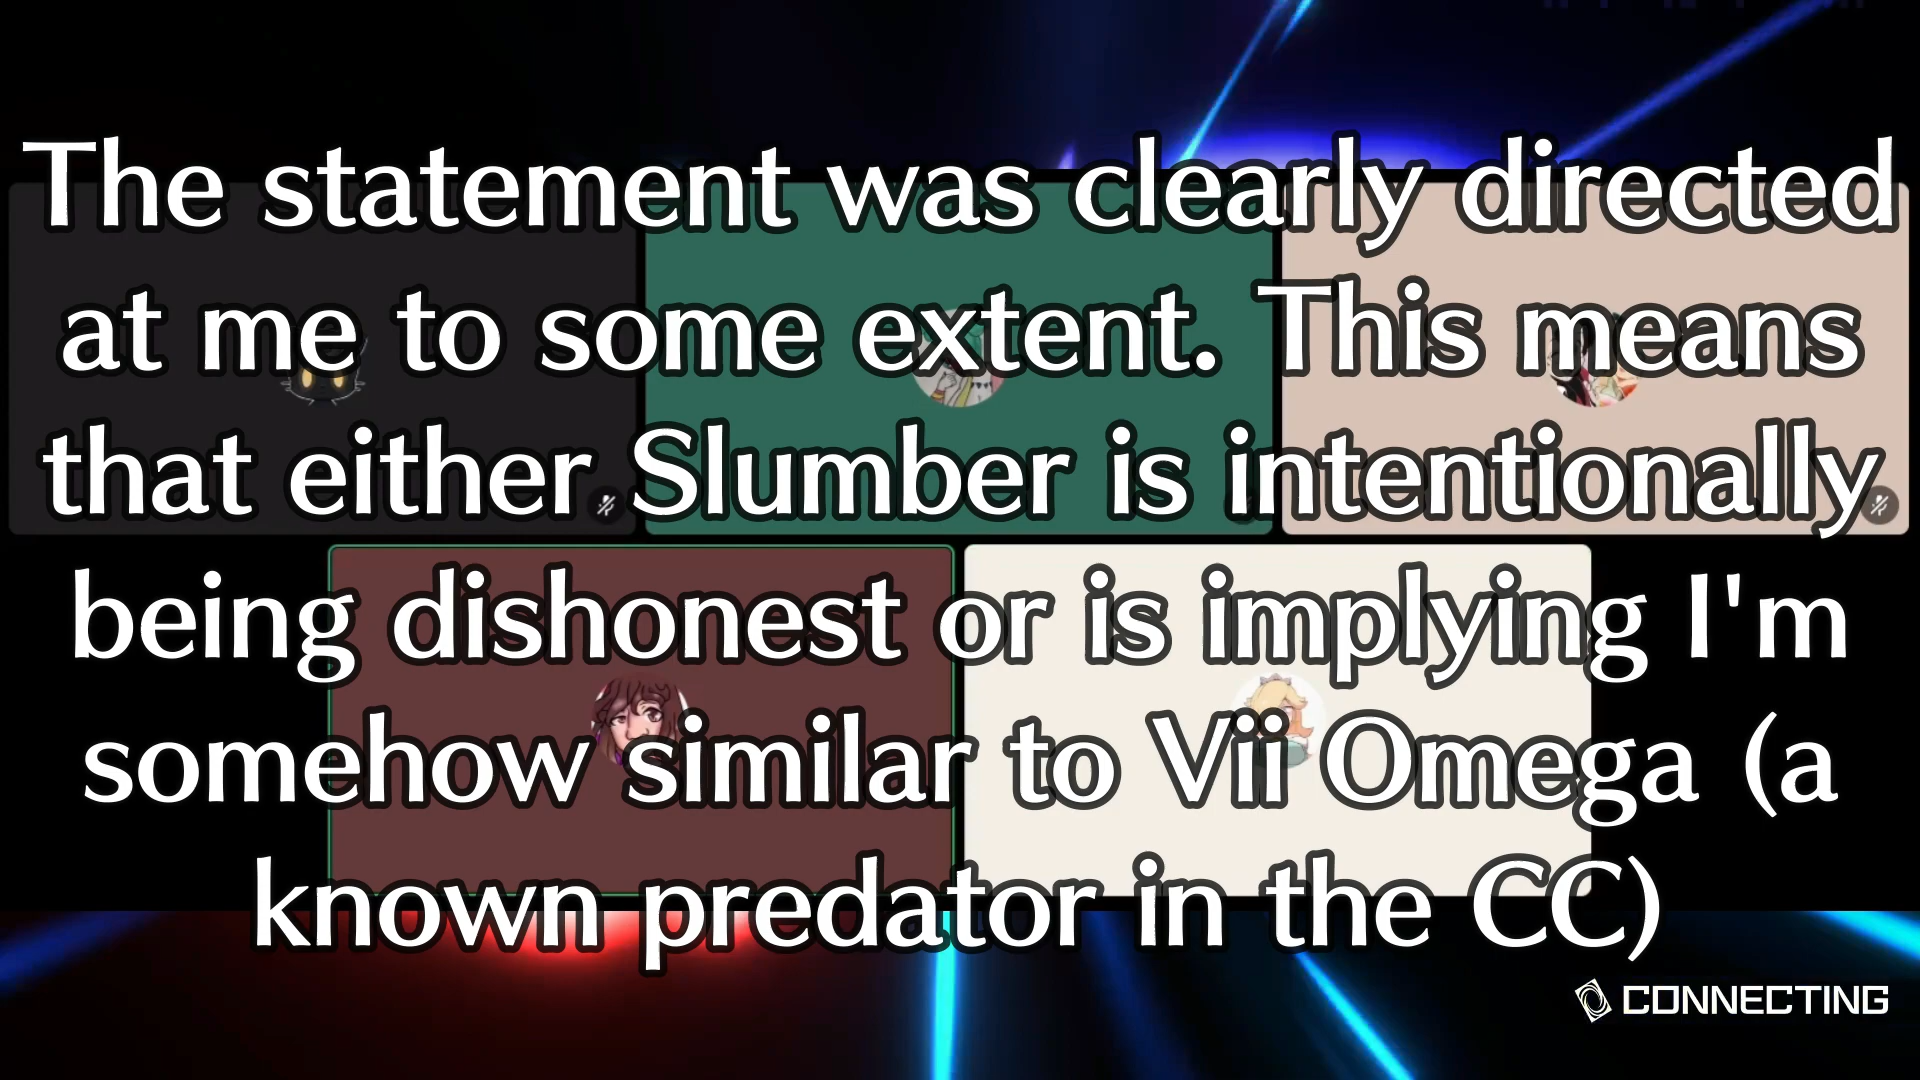 The statement was clearly directed
at me to some extent. This means
that either Slumber is intentionally
being dishonest or is implying I'm
somehow similar to Vii Omega (a
known predator in the CC)
CONNECTING